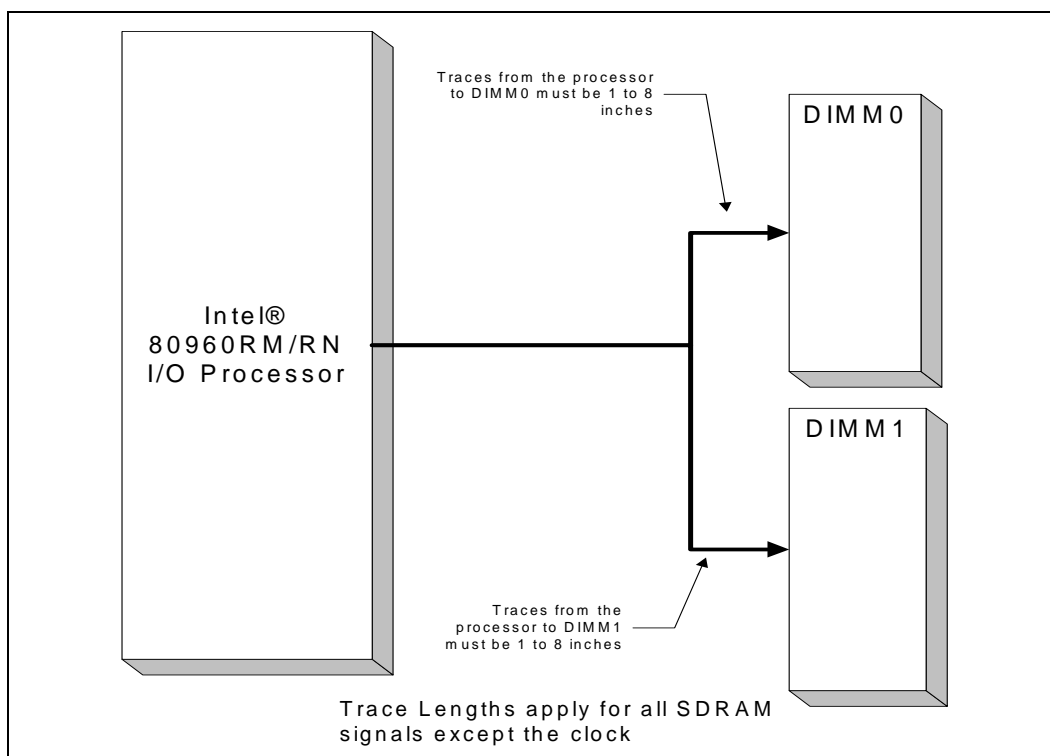 Traces from the processor
to DIMM0 must be 1 to 8
inches
DIMM0
Intel®
80960RM/RN
I/O Processor
DIMM1
Traces from the
processor to DIMM1
must be 1 to 8 inches
Trace Lengths apply for all SDRAM
signals except the clock